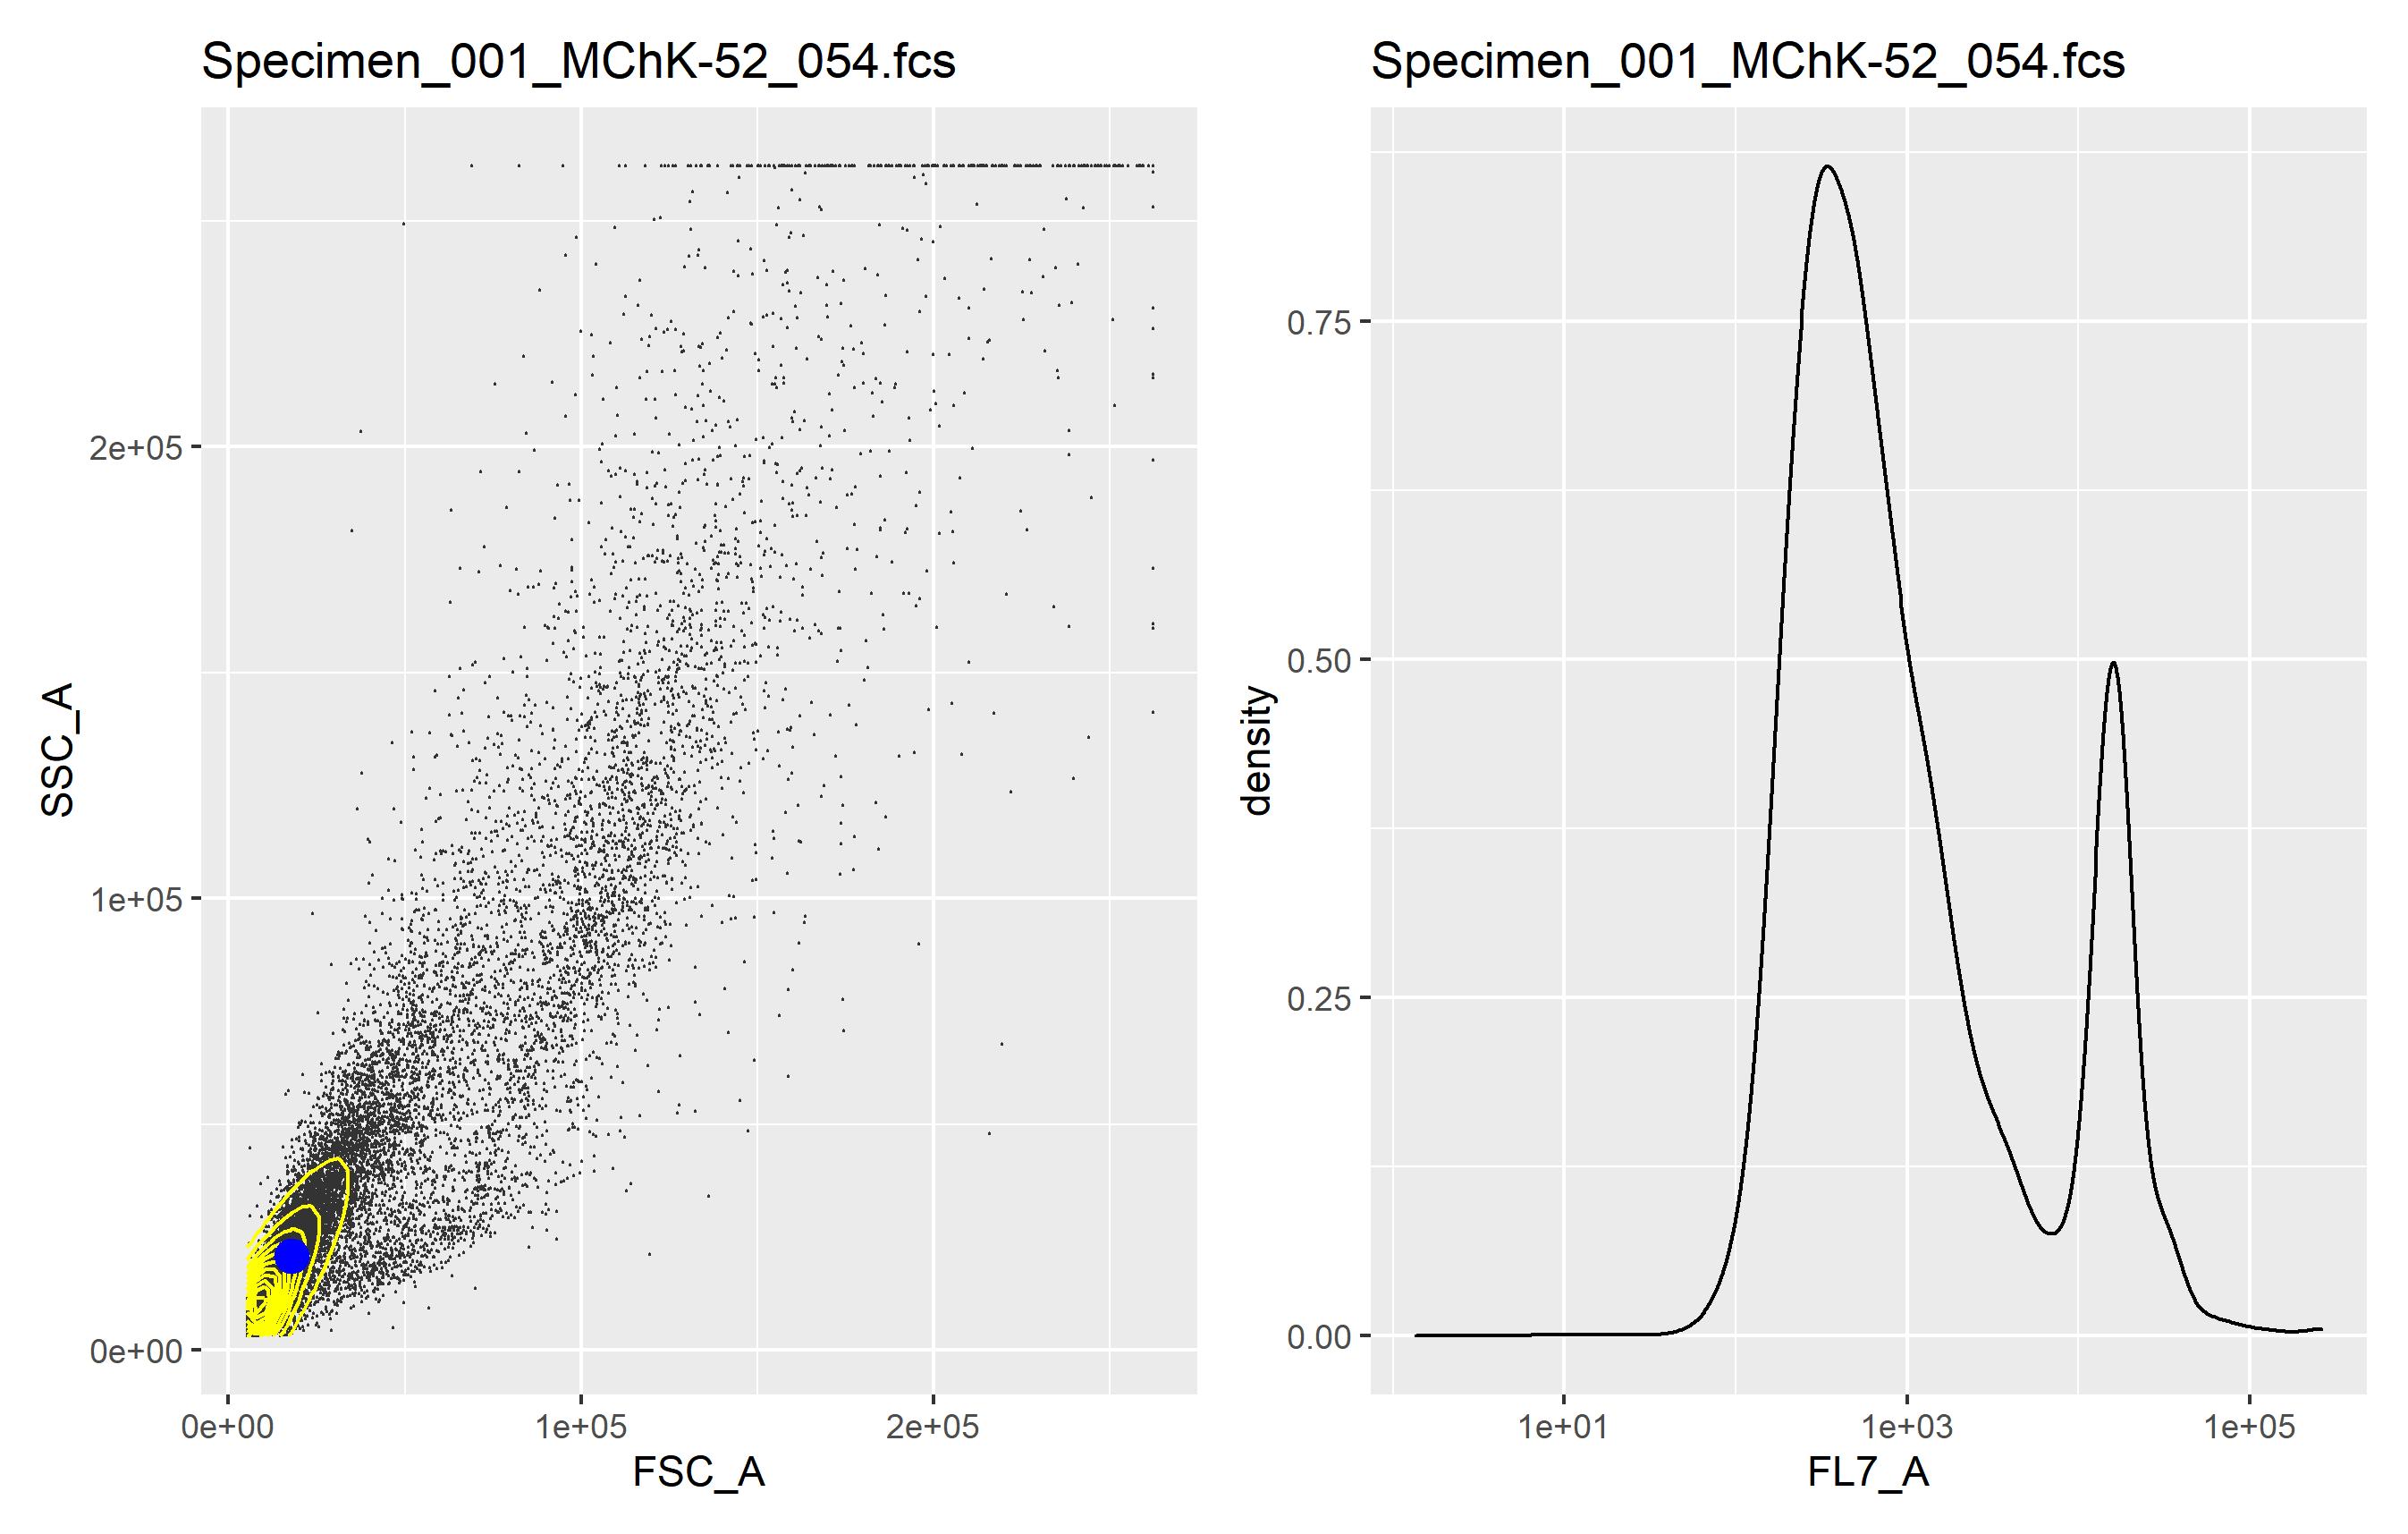 Specimen_001_MChK-52_054.fcs
SSC_A
2e+05
1e+05
0e+00
0e+00 1e+05 2e+05
FSC_A
Specimen_001_MChK-52_054.fcs
density
0.75
0.50
0.25
0.00
1e+01 1e+03 1e+05
FL7_A